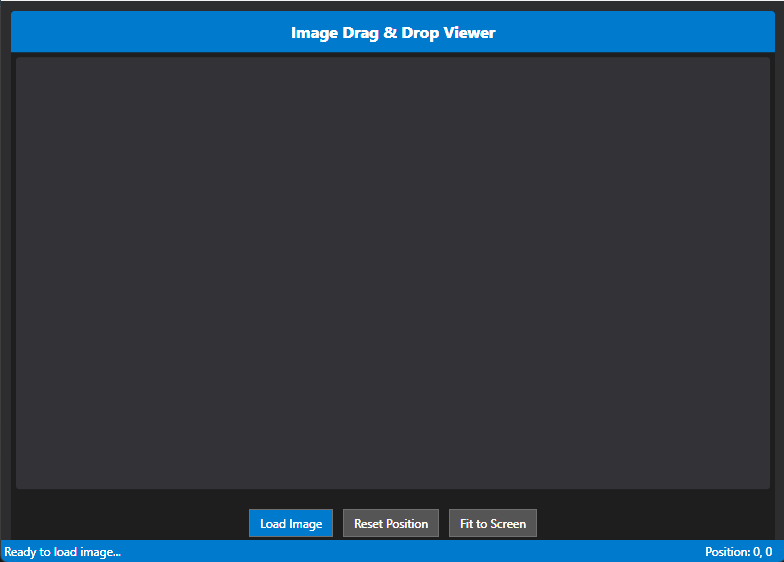 Image Drag & Drop Viewer
Load Image Reset Position Fit to Screen
Ready to load image... Position: 0, 0